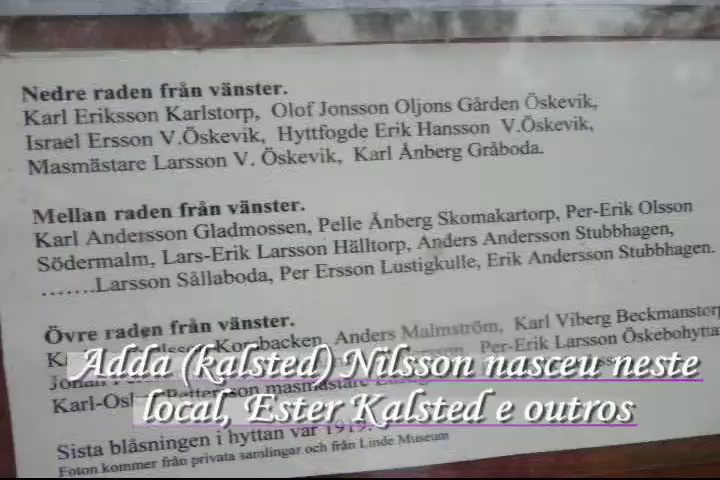 Nedre raden från vänster.
Karl Eriksson Karlstorp, Olof Jonsson Oljons Gården Öskevik,
Israel Ersson V.Öskevik, Hyttfogde Erik Hansson V.Öskevik,
Masmästare Larsson V. Öskevik, Karl Ånberg Gråboda.
Mellan raden från vänster.
Karl Andersson Gladmossen, Pelle Ånberg Skomakartorp, Per-Erik Olsson
Södermalm, Lars-Erik Larsson Hälltorp, Anders Andersson Stubbhagen,
…….Larsson Sållaboda, Per Ersson Lustigkulle, Erik Andersson Stubbhagen.
Övre raden från vänster.
Korpbacken, Anders Malmström, Karl Viberg Beckmanstorp
Per-Erik Larsson Öskebohyttan
Adda (kalsted) Nilsson nasceu neste
local, Ester Kalsted e outros
Sista blåsningen i hyttan var 1919.
Foton kommer från privata samlingar och från Linde Museum